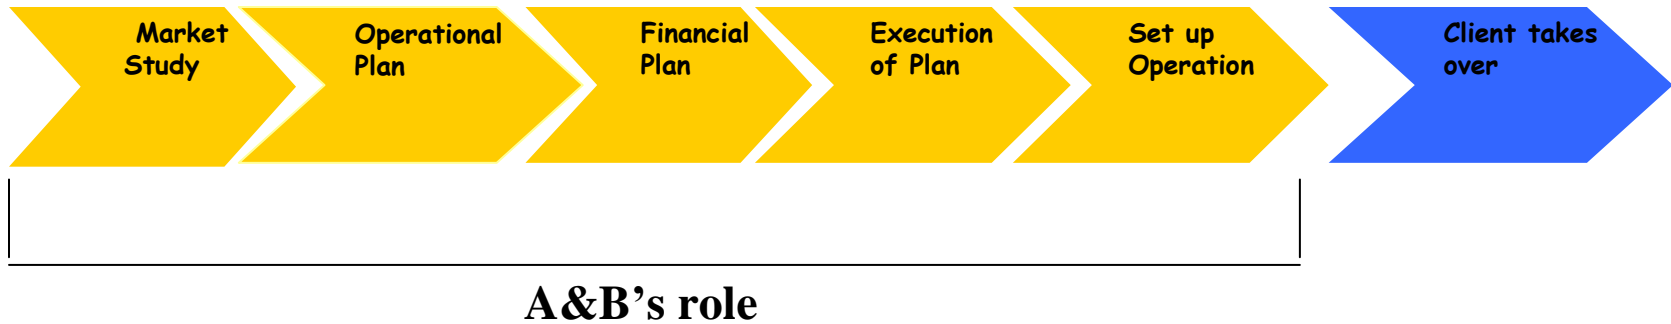 Market
Study
Operational
Plan
Financial
Plan
Execution
of Plan
Set up
Operation
Client takes
over
A&B’s role